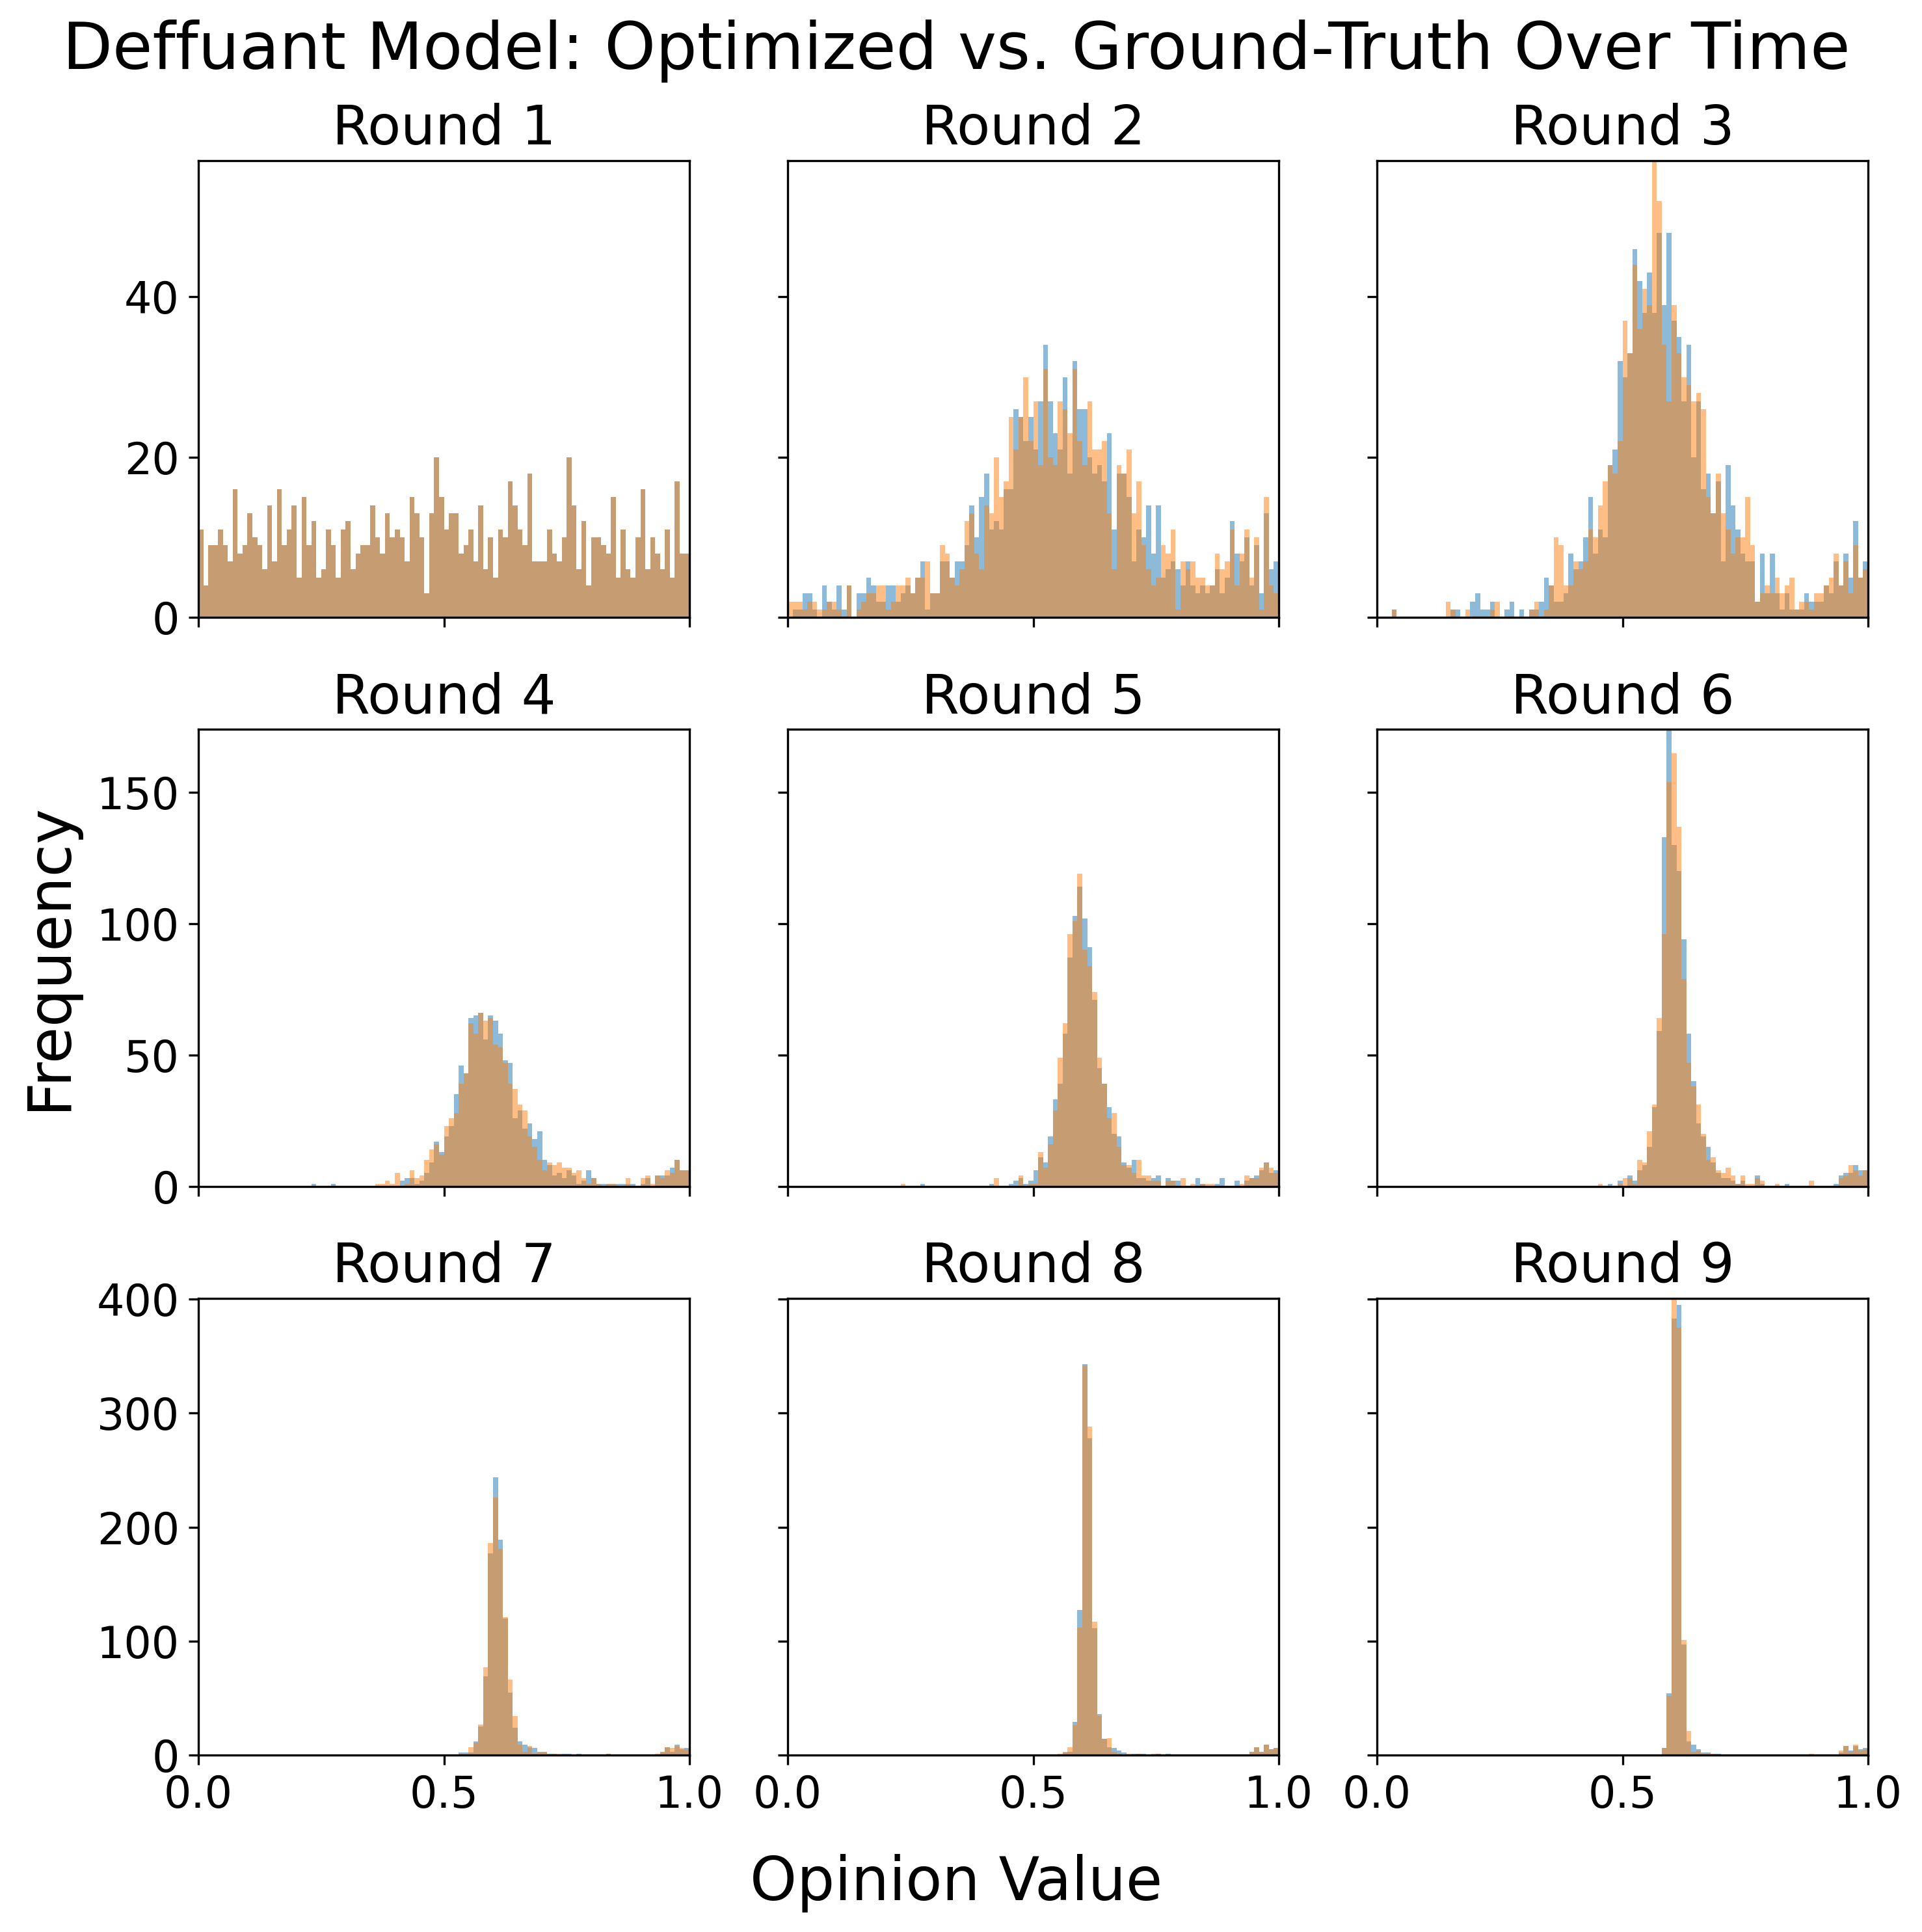 Deffuant Model: Optimized vs. Ground-Truth Over Time
Round 1
Round 2
Round 3
40
20
0
Round 4
Round 5
Round 6
150
100
50
0
Frequency
Round 7
Round 8
Round 9
400
300
200
100
0
0.0 0.5 1.0
0.0 0.5 1.0
0.0 0.5 1.0
Opinion Value